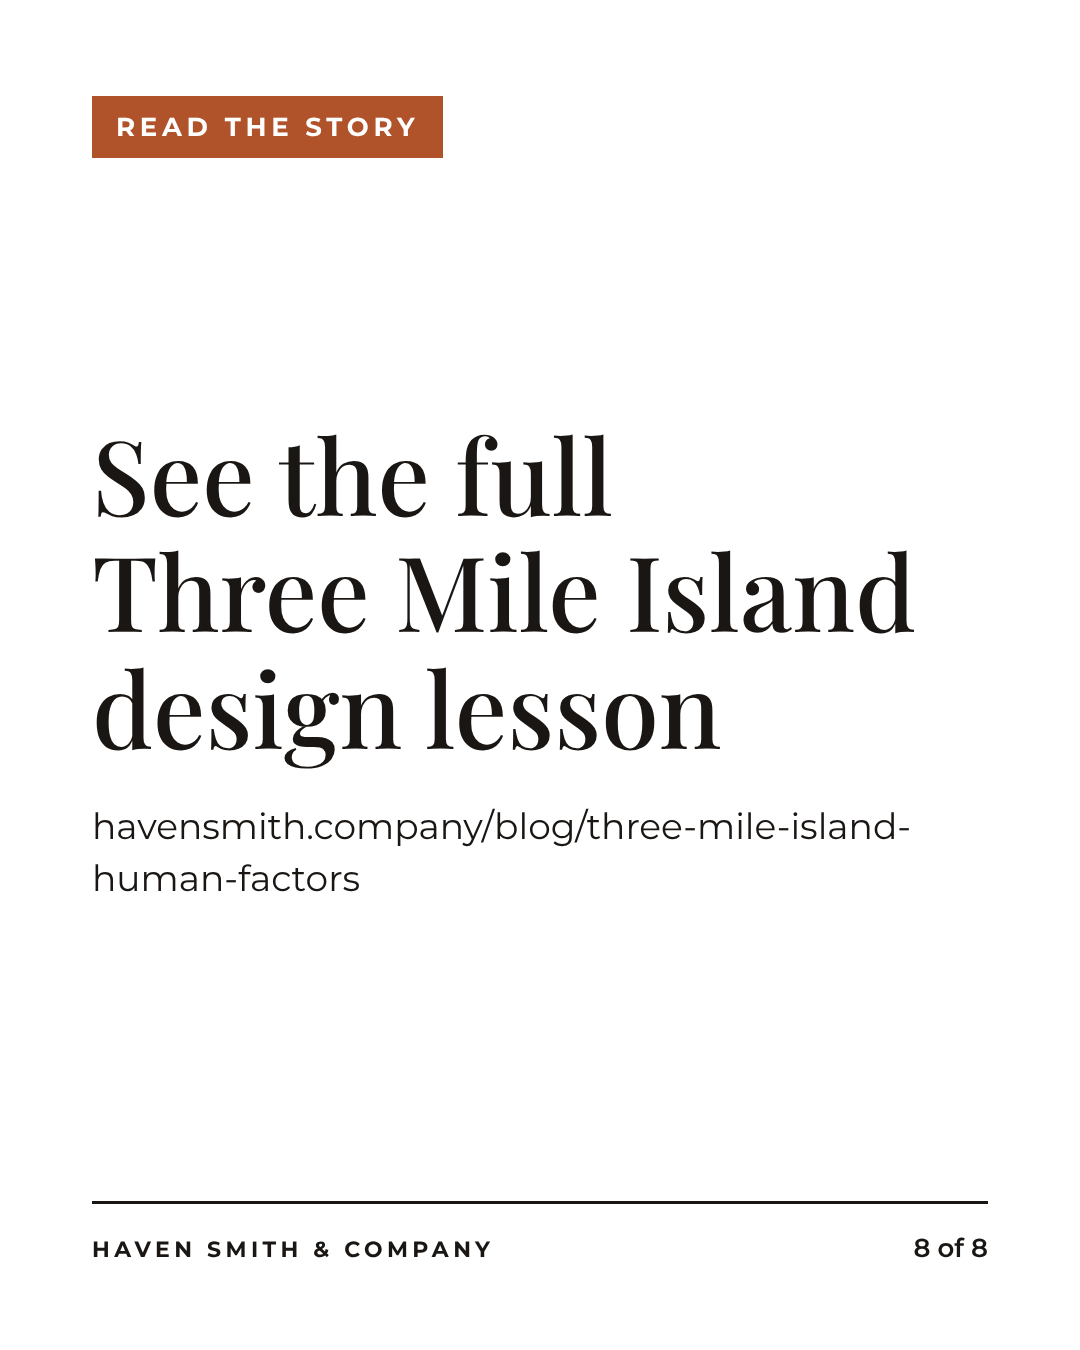 READ THE STORY
See the full
Three Mile Island
design lesson
havensmith.company/blog/three-mile-island-
human-factors
HAVEN SMITH & COMPANY
8 of 8